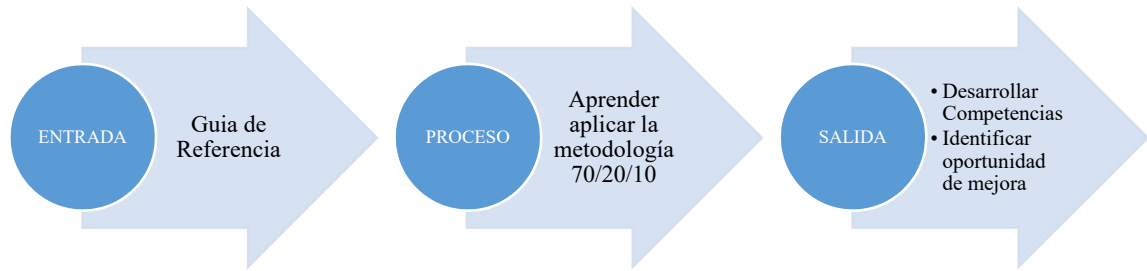 ENTRADA
Guia de
Referencia
PROCESO
Aprender
aplicar la
metodología
70/20/10
SALIDA
• Desarrollar
Competencias
• Identificar
oportunidad
de mejora